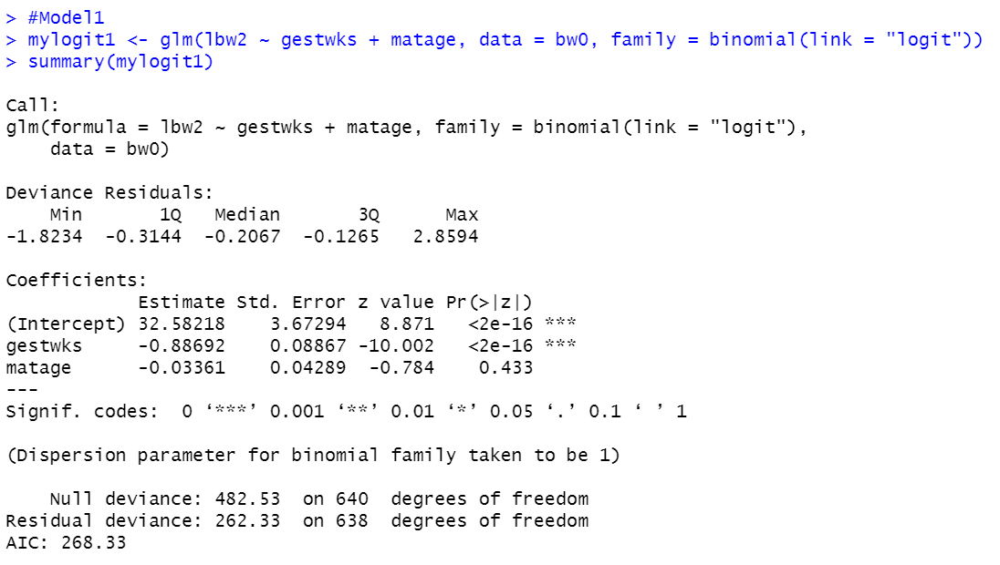 > #Model1
> mylogit1 <- glm(lbw2 ~ gestwks + matage, data = bw0, family = binomial(link = "logit"))
> summary(mylogit1)
Call:
glm(formula = lbw2 ~ gestwks + matage, family = binomial(link = "logit"),
    data = bw0)
Deviance Residuals:
    Min       1Q   Median       3Q      Max
-1.8234  -0.3144  -0.2067  -0.1265   2.8594
Coefficients:
            Estimate Std. Error z value Pr(>|z|)
(Intercept) 32.58218    3.67294   8.871   <2e-16 ***
gestwks     -0.88692    0.08867 -10.002   <2e-16 ***
matage      -0.03361    0.04289  -0.784    0.433
---
Signif. codes:  0 ‘***’ 0.001 ‘**’ 0.01 ‘*’ 0.05 ‘.’ 0.1 ‘ ’ 1
(Dispersion parameter for binomial family taken to be 1)
    Null deviance: 482.53  on 640  degrees of freedom
Residual deviance: 262.33  on 638  degrees of freedom
AIC: 268.33